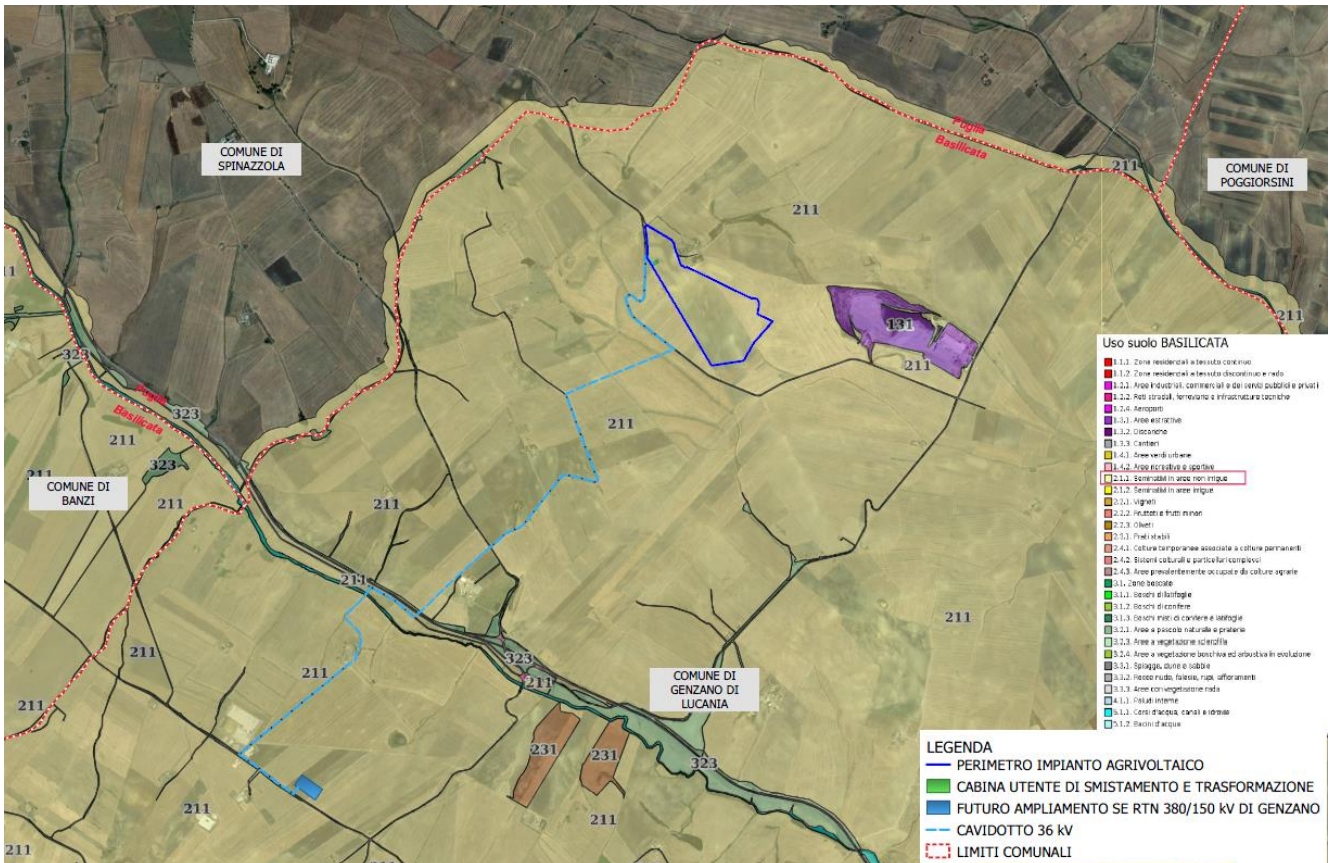 COMUNE DI
SPINAZZOLA
Puglia
Basilicata
211
COMUNE DI
POGGIORSINI
211
211
211
131
211
323
Puglia
Basilicata
323
211
211
211
323
COMUNE DI
BANZI
211
211
211
211
211
323
211
COMUNE DI
GENZANO DI
LUCANIA
211
211
231
231
323
211
211
211
211
Uso suolo BASILICATA
1.1.1. Zone residenziali a tessuto continuo
1.1.2. Zone residenziali a tessuto discontinuo e rado
1.2.1. Aree industriali, commerciali e dei servizi pubblici e privati
1.2.2. Reti stradali, ferroviarie e infrastrutture tecniche
1.2.4. Aeroporti
1.3.1. Aree estrattive
1.3.2. Discariche
1.3.3. Cantieri
1.4.1. Aree verdi urbane
1.4.2. Aree ricreative e sportive
2.1.1. Seminativi in aree non irrigue
2.1.2. Seminativi in aree irrigue
2.2.1. Vigneti
2.2.2. Frutteti e frutti minori
2.2.3. Oliveti
2.3.1. Prati stabili
2.4.1. Colture temporanee associate a colture permanenti
2.4.2. Sistemi colturali e particellari complessi
2.4.3. Aree prevalentemente occupate da colture agrarie
3.1. Zone boscate
3.1.1. Boschi di latifoglie
3.1.2. Boschi di conifere
3.1.3. Boschi misti di conifere e latifoglie
3.2.1. Aree a pascolo naturale e praterie
3.2.3. Aree a vegetazione sclerofilla
3.2.4. Aree a vegetazione boschiva ed arbustiva in evoluzione
3.3.1. Spiagge, dune e sabbie
3.3.2. Rocce nude, falesie, rupi, affioramenti
3.3.3. Aree con vegetazione rada
4.1.1. Paludi interne
5.1.1. Corsi d'acqua, canali e idrovie
5.1.2. Bacini d'acqua
LEGENDA
PERIMETRO IMPIANTO AGRIVOLTAICO
CABINA UTENTE DI SMISTAMENTO E TRASFORMAZIONE
FUTURO AMPLIAMENTO SE RTN 380/150 kV DI GENZANO
CAVIDOTTO 36 kV
LIMITI COMUNALI